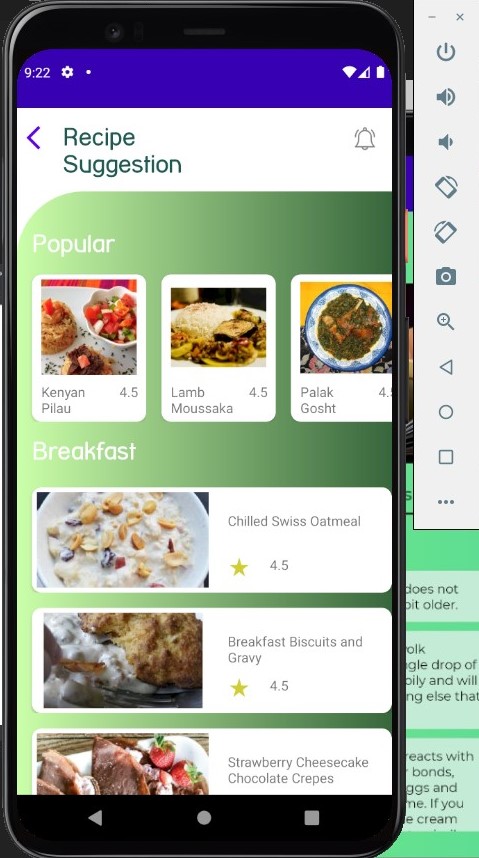 9:22
Recipe
Suggestion
Popular
Kenyan
Pilau
4.5
Lamb
Moussaka
4.5
Palak
Gosht
4.
Breakfast
Chilled Swiss Oatmeal
4.5
Breakfast Biscuits and
Gravy
4.5
Strawberry Cheesecake
Chocolate Crepes
does not
bit older.
olk
ngle drop of
pily and will
ng else that
reacts with
r bonds,
ggs and
me. If you
e cream